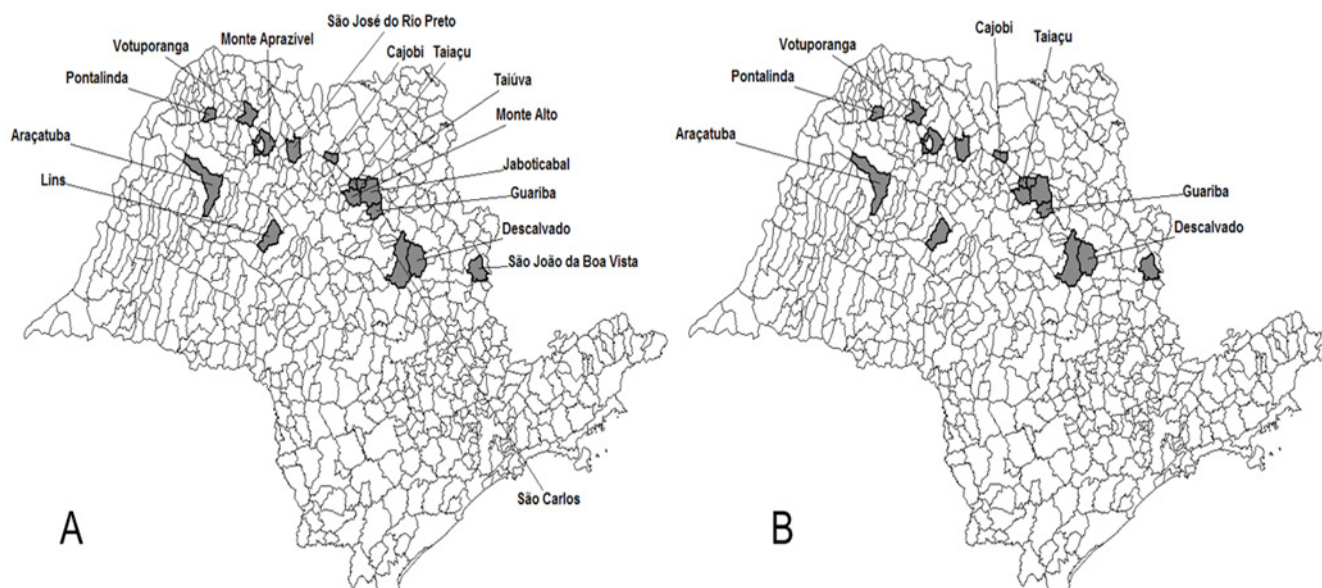 São José do Rio Preto
Monte Aprazível
Votuporanga
Cajobi
Taiaçu
Pontalinda
Taiúva
Monte Alto
Araçatuba
Jaboticabal
Lins
Guariba
Descalvado
São João da Boa Vista
São Carlos
A
Cajobi
Taiaçu
Votuporanga
Pontalinda
Araçatuba
Guariba
Descalvado
B